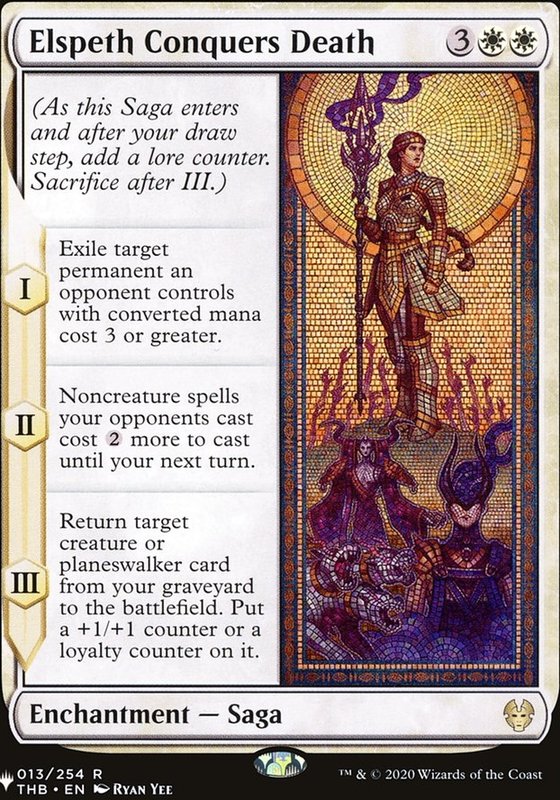 Elspeth Conquers Death 3
(As this Saga enters
and after your draw
step, add a lore counter.
Sacrifice after III.)
I
Exile target
permanent an
opponent controls
with converted mana
cost 3 or greater.
II
Noncreature spells
your opponents cast
cost 2 more to cast
until your next turn.
III
Return target
creature or
planeswalker card
from your graveyard
to the battlefield. Put
a +1/+1 counter or a
loyalty counter on it.
Enchantment — Saga
013/254 R
THB • EN Ryan Yee
™ & © 2020 Wizards of the Coast